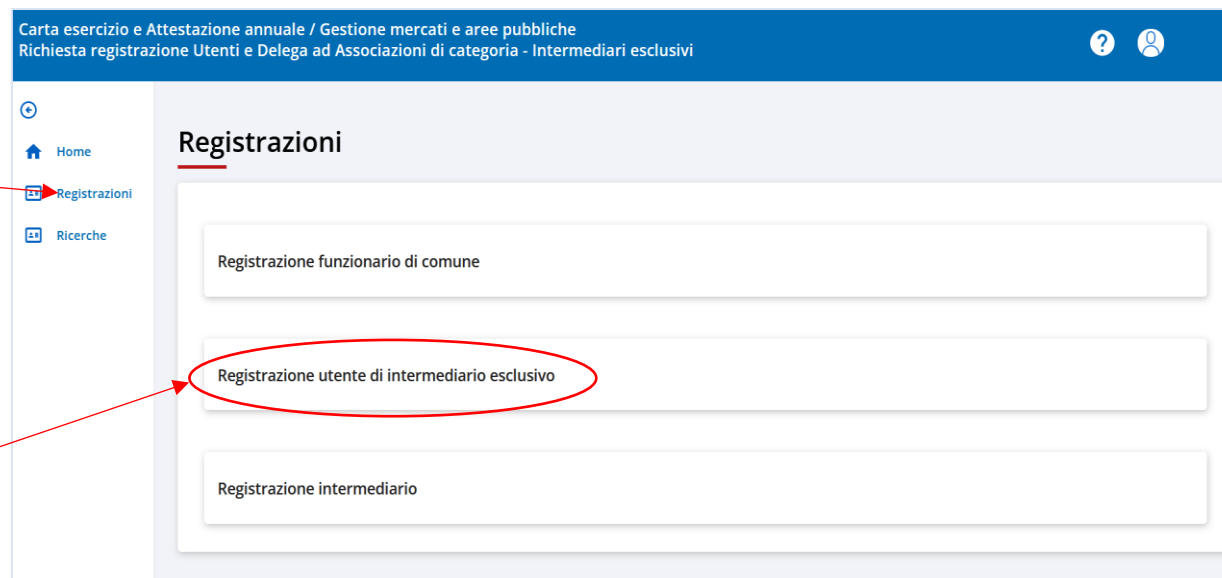 Carta esercizio e Attestazione annuale / Gestione mercati e aree pubbliche
Richiesta registrazione Utenti e Delega ad Associazioni di categoria - Intermediari esclusivi
?
Home
Registrazioni
Ricerche
Registrazioni
Registrazione funzionario di comune
Registrazione utente di intermediario esclusivo
Registrazione intermediario